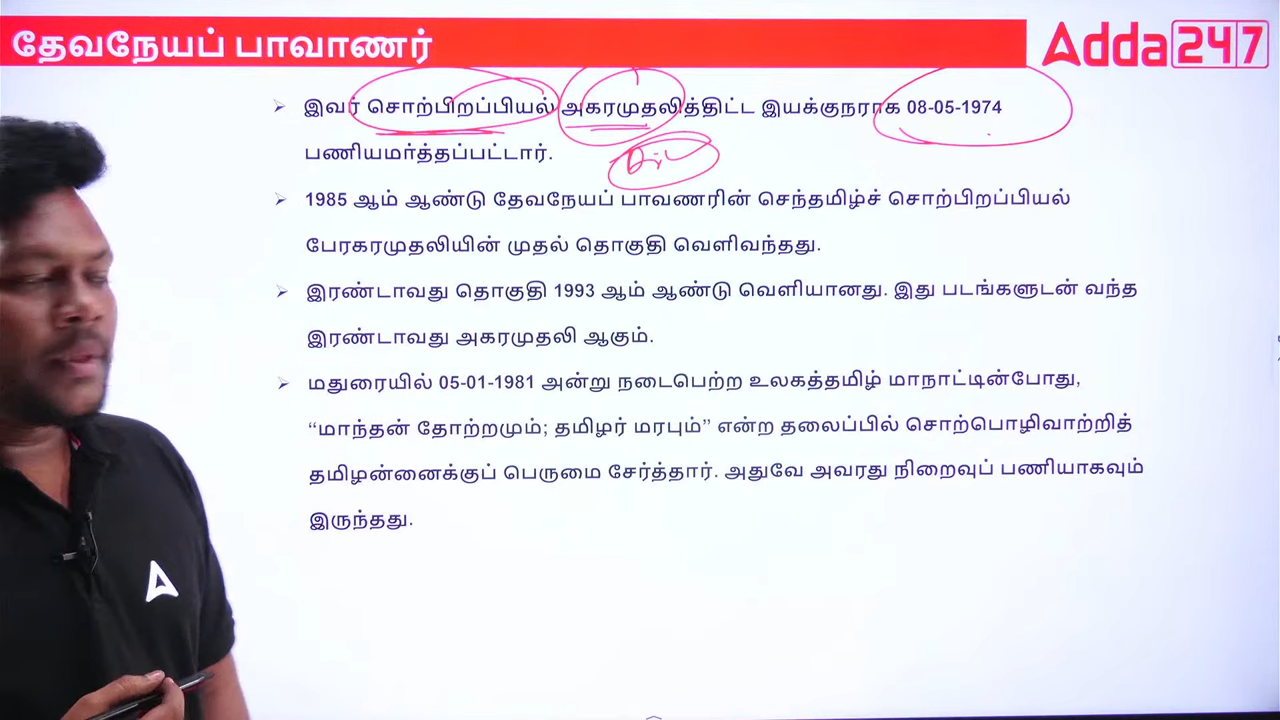 தேவநேயப் பாவாணர்
Adda 247
இவர் சொற்பிறப்பியல் அகரமுதலித்திட்ட இயக்குநராக 08-05-1974
பணியமர்த்தப்பட்டார்.
1985 ஆம் ஆண்டு தேவநேயப் பாவணரின் செந்தமிழ்ச் சொற்பிறப்பியல்
பேரகரமுதலியின் முதல் தொகுதி வெளிவந்தது.
இரண்டாவது தொகுதி 1993 ஆம் ஆண்டு வெளியானது. இது படங்களுடன் வந்த
இரண்டாவது அகரமுதலி ஆகும்.
மதுரையில் 05-01-1981 அன்று நடைபெற்ற உலகத்தமிழ் மாநாட்டின்போது,
“மாந்தன் தோற்றமும்; தமிழர் மரபும்” என்ற தலைப்பில் சொற்பொழிவாற்றித்
தமிழன்னைக்குப் பெருமை சேர்த்தார். அதுவே அவரது நிறைவுப் பணியாகவும்
இருந்தது.